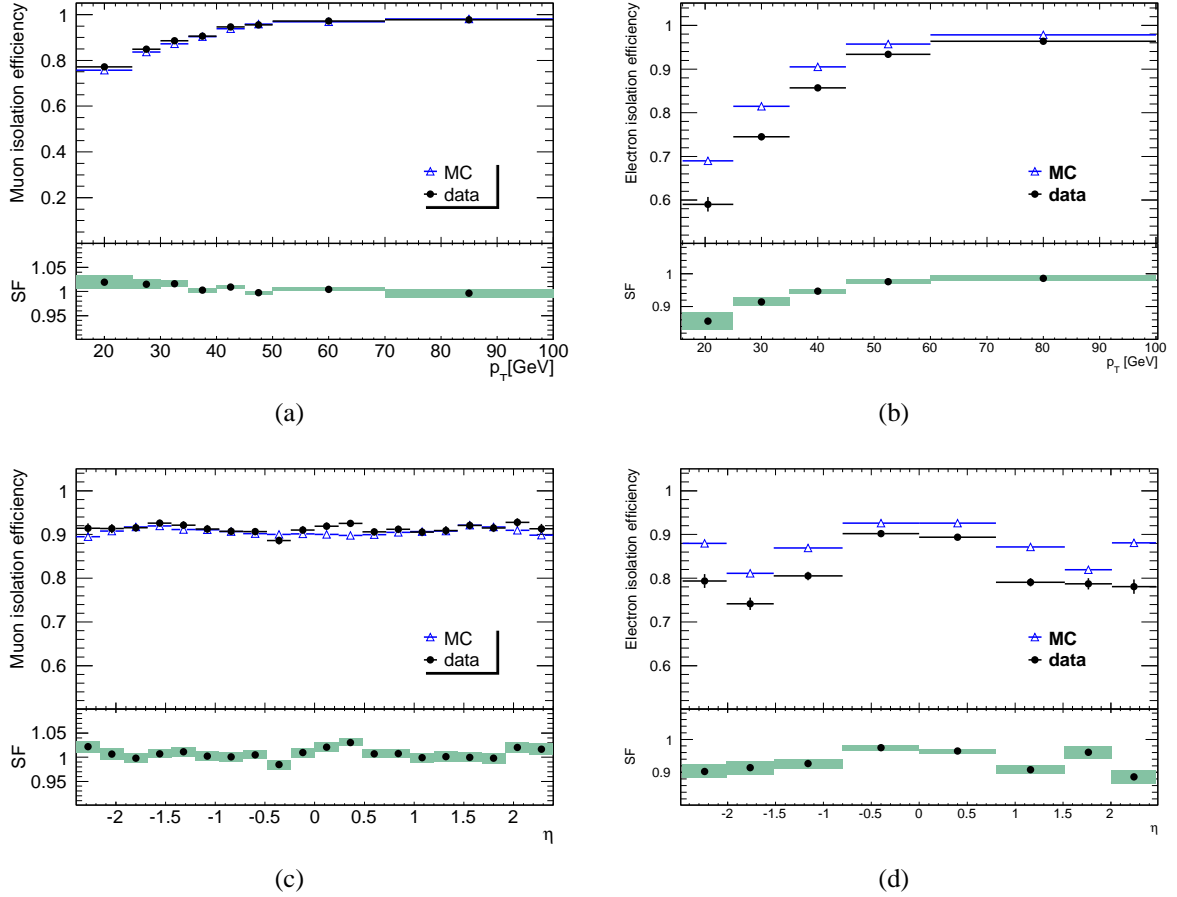 Muon isolation efficiency
1
0.8
0.6
0.4
0.2
MC
data
SF
1.05
1
0.95
20 30 40 50 60 70 80 90 100
p_T[GeV]
(a)
Electron isolation efficiency
1
0.9
0.8
0.7
0.6
MC
data
SF
1
0.9
20 30 40 50 60 70 80 90 100
p_T [GeV]
(b)
Muon isolation efficiency
1
0.9
0.8
0.7
0.6
MC
data
SF
1.05
1
0.95
-2 -1.5 -1 -0.5 0 0.5 1 1.5 2
η
(c)
Electron isolation efficiency
1
0.9
0.8
0.7
0.6
MC
data
SF
1
0.9
-2 -1.5 -1 -0.5 0 0.5 1 1.5 2
η
(d)